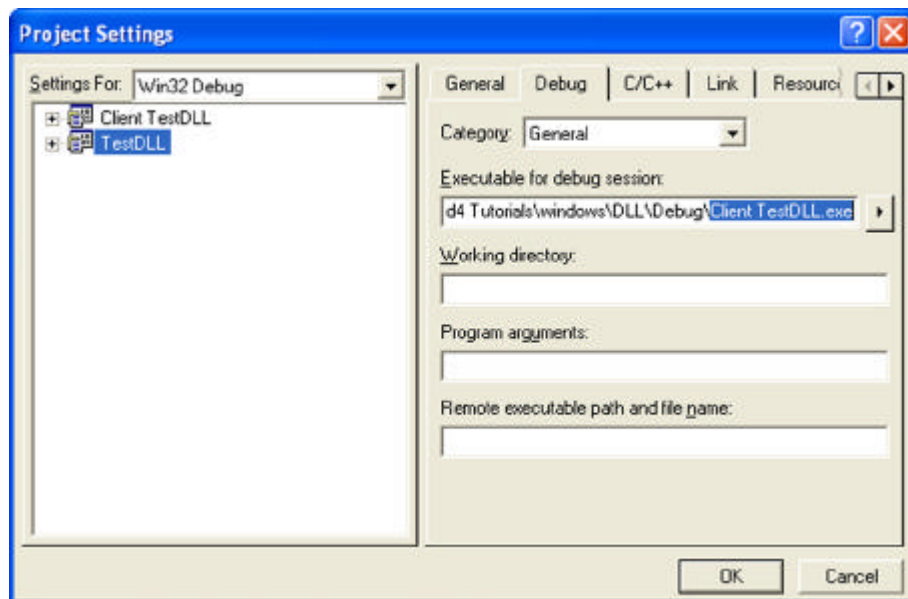 Project Settings
Settings For: Win32 Debug
Client TestDLL
TestDLL
General Debug C/C++ Link Resourc
Category: General
Executable for debug session:
d4 Tutorials\windows\DLL\Debug\Client TestDLL.exe
Working directory:
Program arguments:
Remote executable path and file name:
OK Cancel